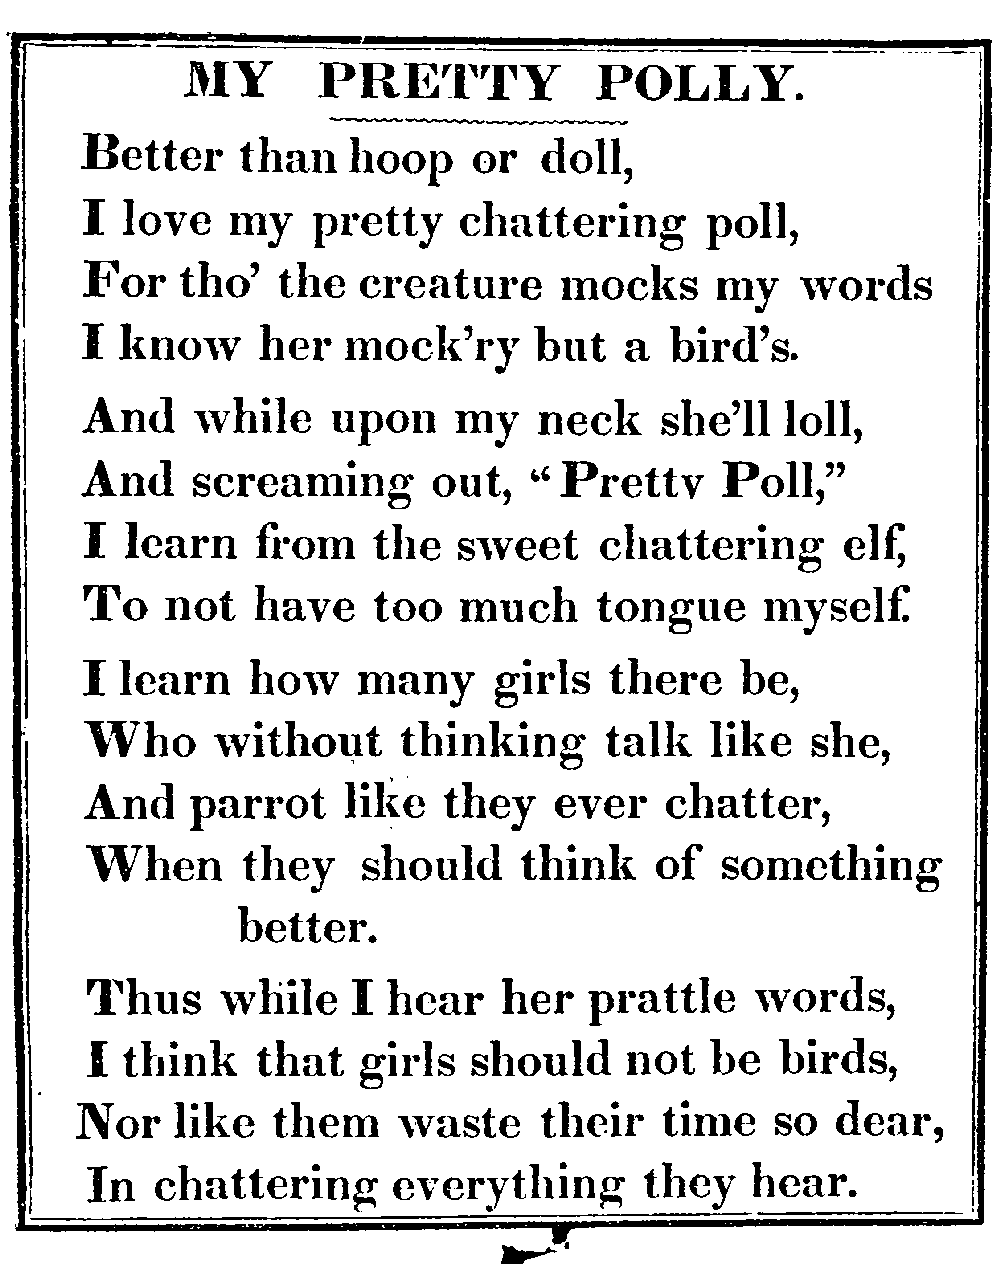 MY PRETTY POLLY.
Better than hoop or doll,
I love my pretty chattering poll,
For tho' the creature mocks my words
I know her mock'ry but a bird's.
And while upon my neck she'll loll,
And screaming out, “Pretty Poll,”
I learn from the sweet chattering elf,
To not have too much tongue myself.
I learn how many girls there be,
Who without thinking talk like she,
And parrot like they ever chatter,
When they should think of something
better.
Thus while I hear her prattle words,
I think that girls should not be birds,
Nor like them waste their time so dear,
In chattering everything they hear.